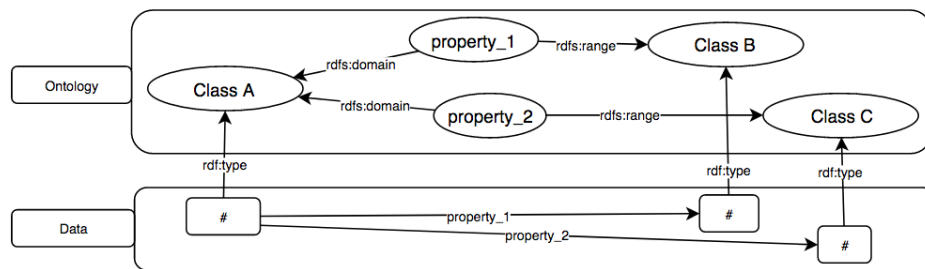 property_1
rdfs:range
Class B
rdfs:domain
Ontology
Class A
rdfs:domain
property_2
rdfs:range
Class C
rdf:type
rdf:type
rdf:type
Data
#
property_1
#
property_2
#